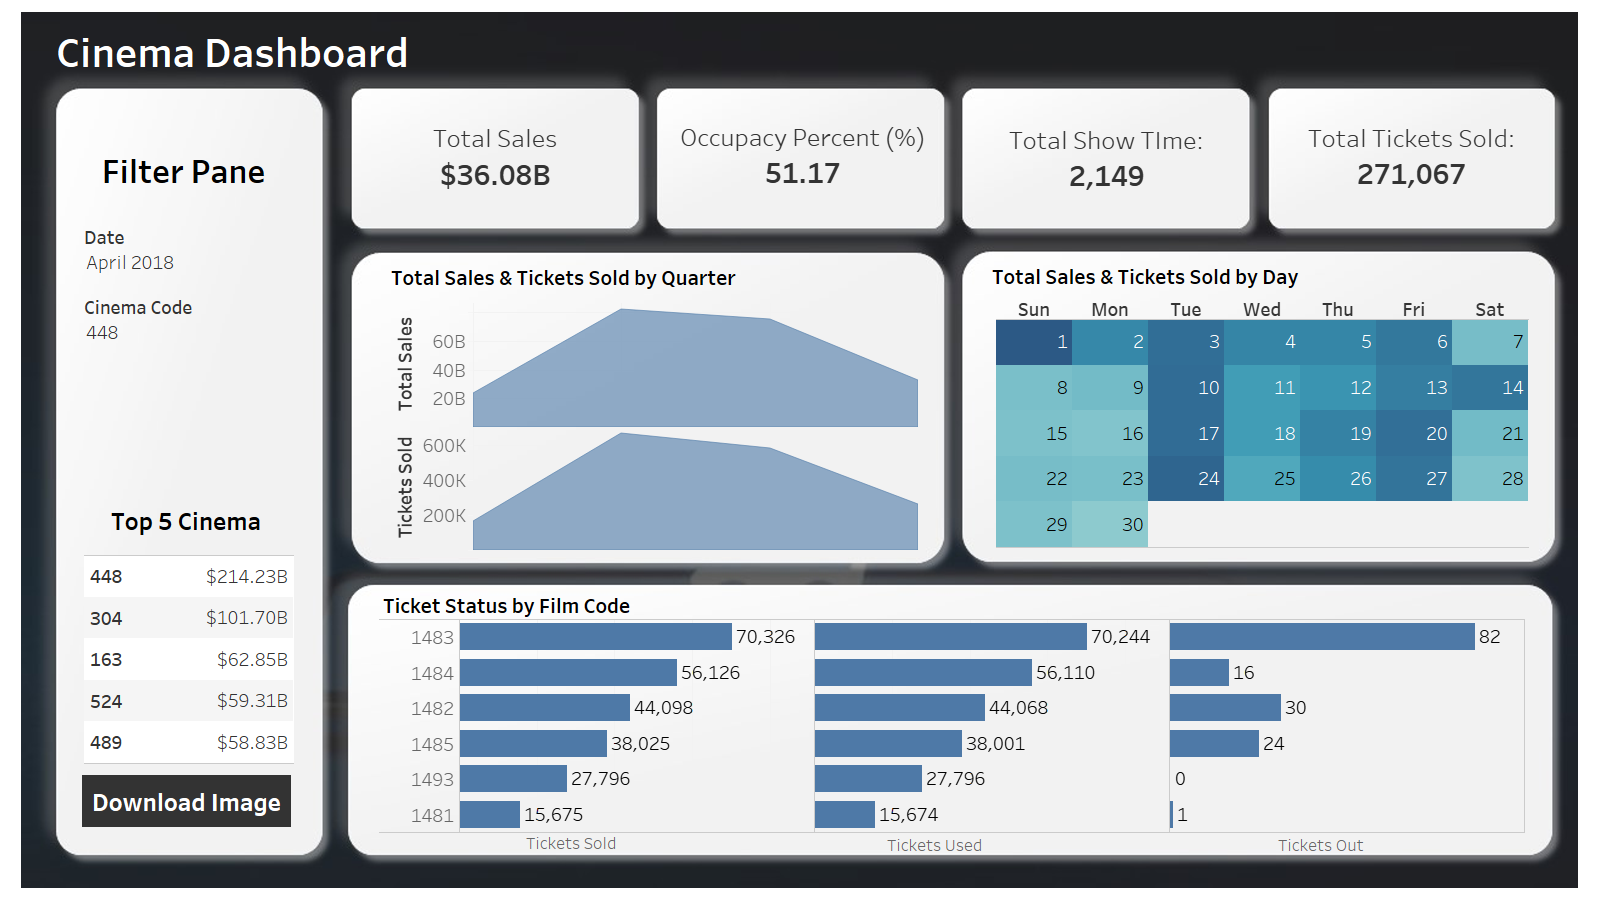 Cinema Dashboard
Filter Pane
Date
April 2018
Cinema Code
448
Top 5 Cinema
448 $214.23B
304 $101.70B
163 $62.85B
524 $59.31B
489 $58.83B
Download Image
Total Sales
$36.08B
Occupacy Percent (%)
51.17
Total Show TIme:
2,149
Total Tickets Sold:
271,067
Total Sales & Tickets Sold by Quarter
Total Sales
60B
40B
20B
Tickets Sold
600K
400K
200K
Total Sales & Tickets Sold by Day
Sun Mon Tue Wed Thu Fri Sat
1 2 3 4 5 6 7
8 9 10 11 12 13 14
15 16 17 18 19 20 21
22 23 24 25 26 27 28
29 30
Ticket Status by Film Code
1483 70,326 70,244 82
1484 56,126 56,110 16
1482 44,098 44,068 30
1485 38,025 38,001 24
1493 27,796 27,796 0
1481 15,675 15,674 1
Tickets Sold Tickets Used Tickets Out